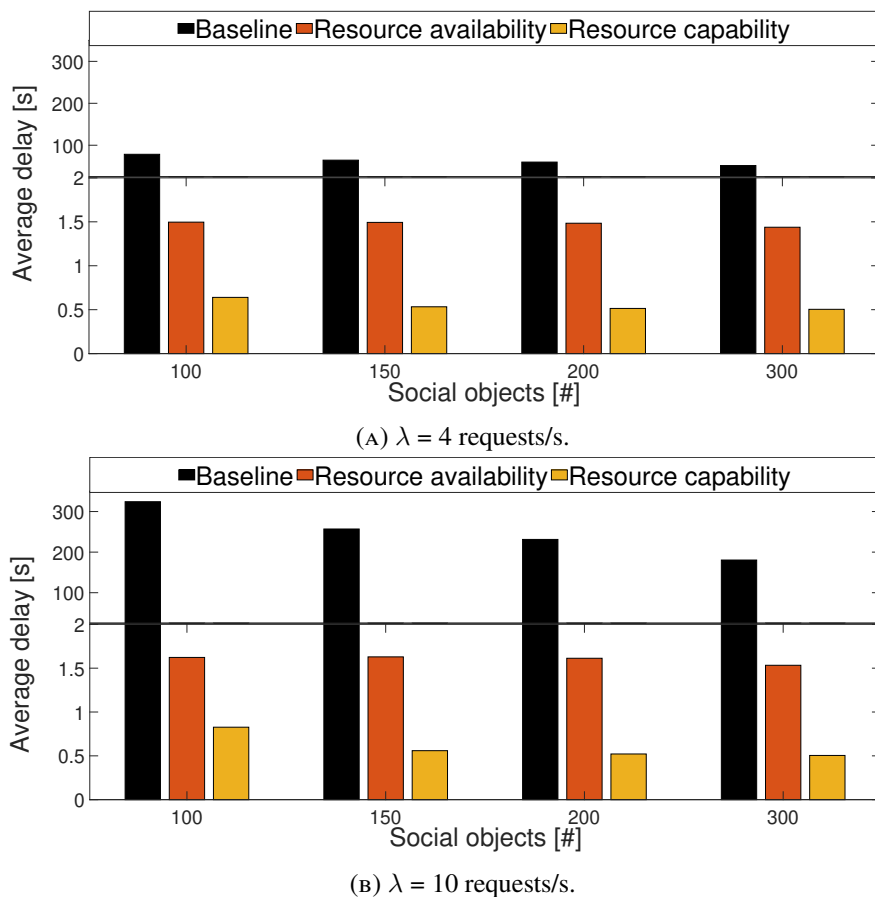 Baseline Resource availability Resource capability
300
200
100
2
1.5
1
0.5
0
Average delay [s]
100 150 200 300
Social objects [#]
(A) λ = 4 requests/s.
Baseline Resource availability Resource capability
300
200
100
2
1.5
1
0.5
0
Average delay [s]
100 150 200 300
Social objects [#]
(B) λ = 10 requests/s.